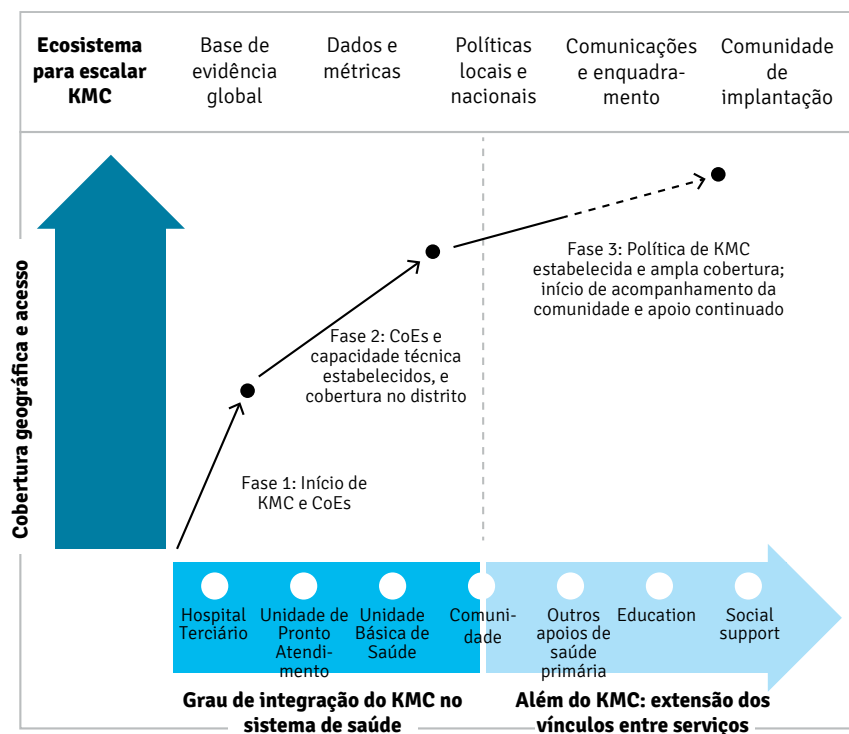 Ecosistema
para escalar
KMC
Base de
evidência
global
Dados e
métricas
Políticas
locais e
nacionais
Comunicações
e enquadra-
mento
Comunidade
de
implantação
Cobertura geográfica e acesso
Fase 3: Política de KMC
estabelecida e ampla cobertura;
início de acompanhamento da
comunidade e apoio continuado
Fase 2: CoEs e
capacidade técnica
estabelecidos, e
cobertura no distrito
Fase 1: Início de
KMC e CoEs
Hospital
Terciário
Unidade de
Pronto
Atendi-
mento
Unidade
Básica de
Saúde
Comuni-
dade
Outros
apoios de
saúde
primária
Education
Social
support
Grau de integração do KMC no
sistema de saúde
Além do KMC: extensão dos
vínculos entre serviços